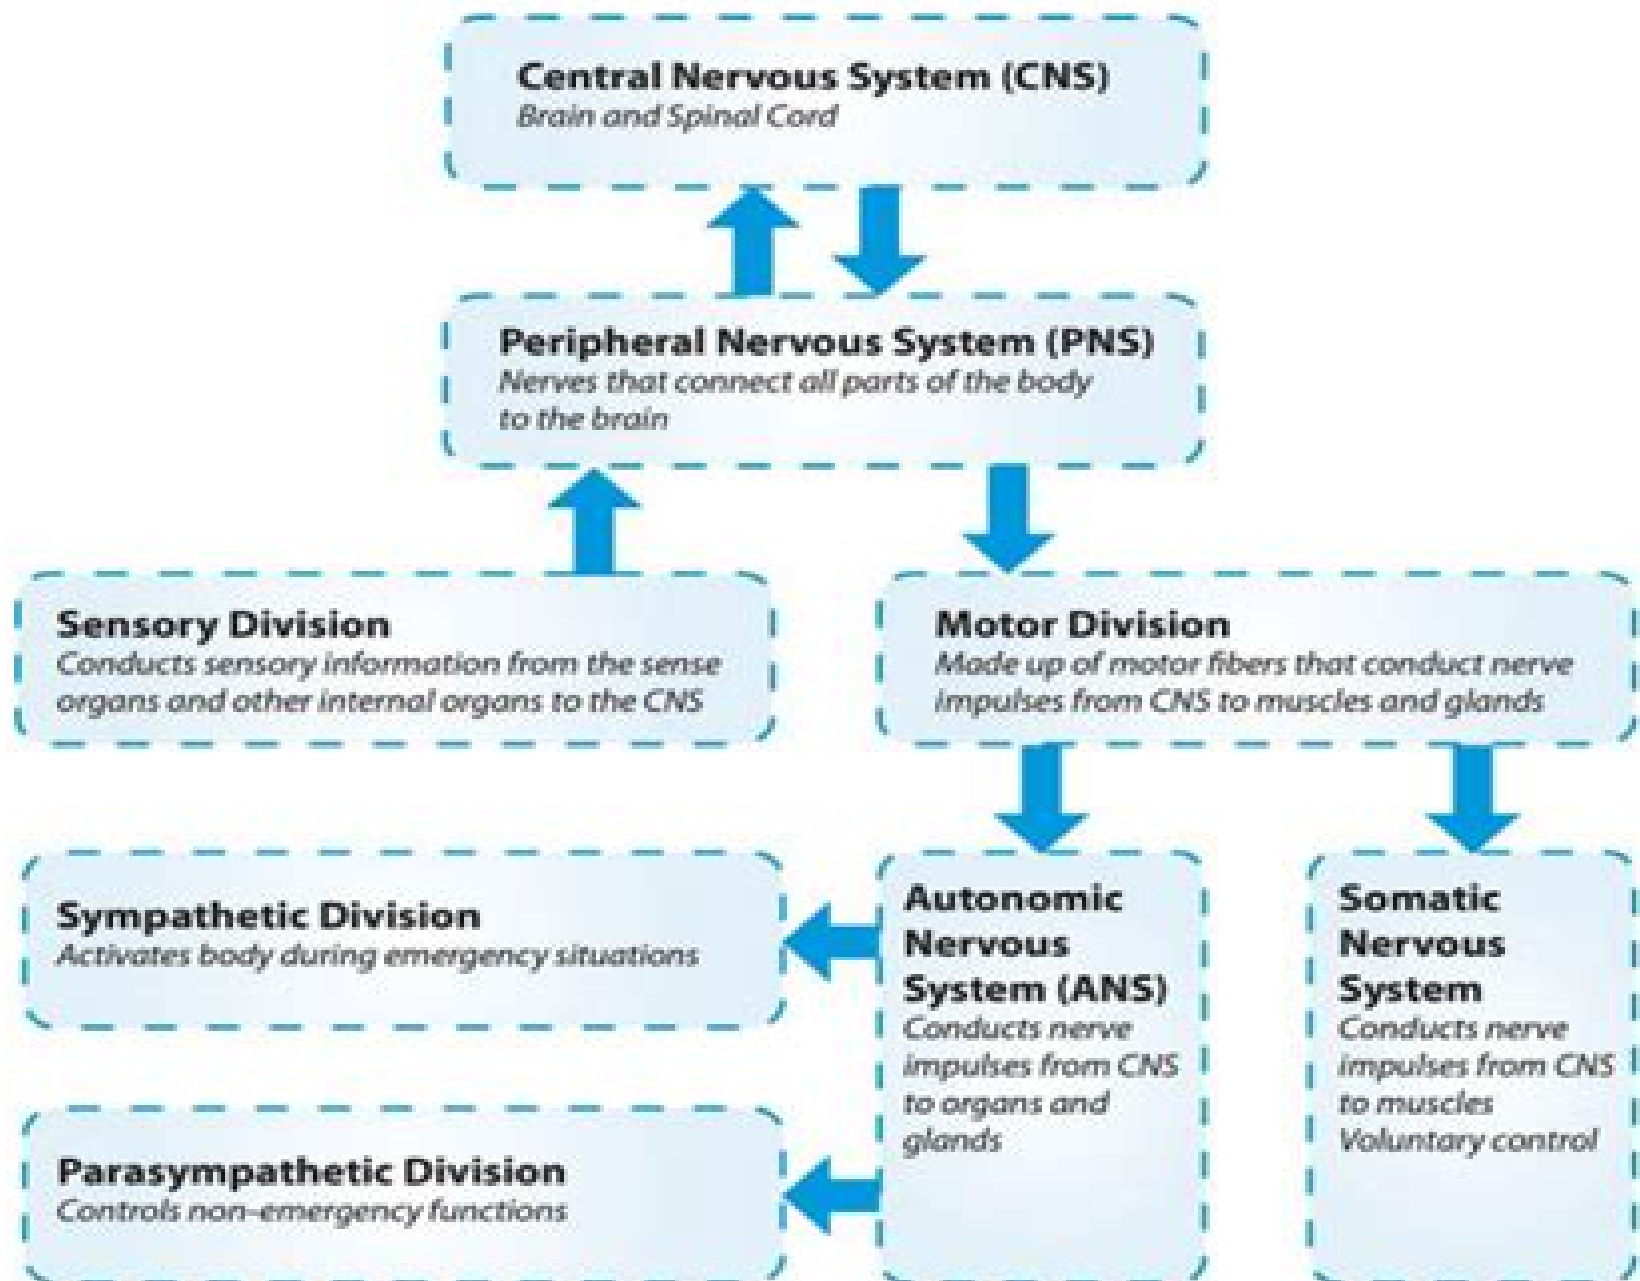 Central Nervous System (CNS)
Brain and Spinal Cord
Peripheral Nervous System (PNS)
Nerves that connect all parts of the body
to the brain
Sensory Division
Conducts sensory information from the sense
organs and other internal organs to the CNS
Motor Division
Made up of motor fibers that conduct nerve
impulses from CNS to muscles and glands
Sympathetic Division
Activates body during emergency situations
Parasympathetic Division
Controls non-emergency functions
Autonomic
Nervous
System (ANS)
Conducts nerve
impulses from CNS
to organs and
glands
Somatic
Nervous
System
Conducts nerve
impulses from CNS
to muscles
Voluntary control